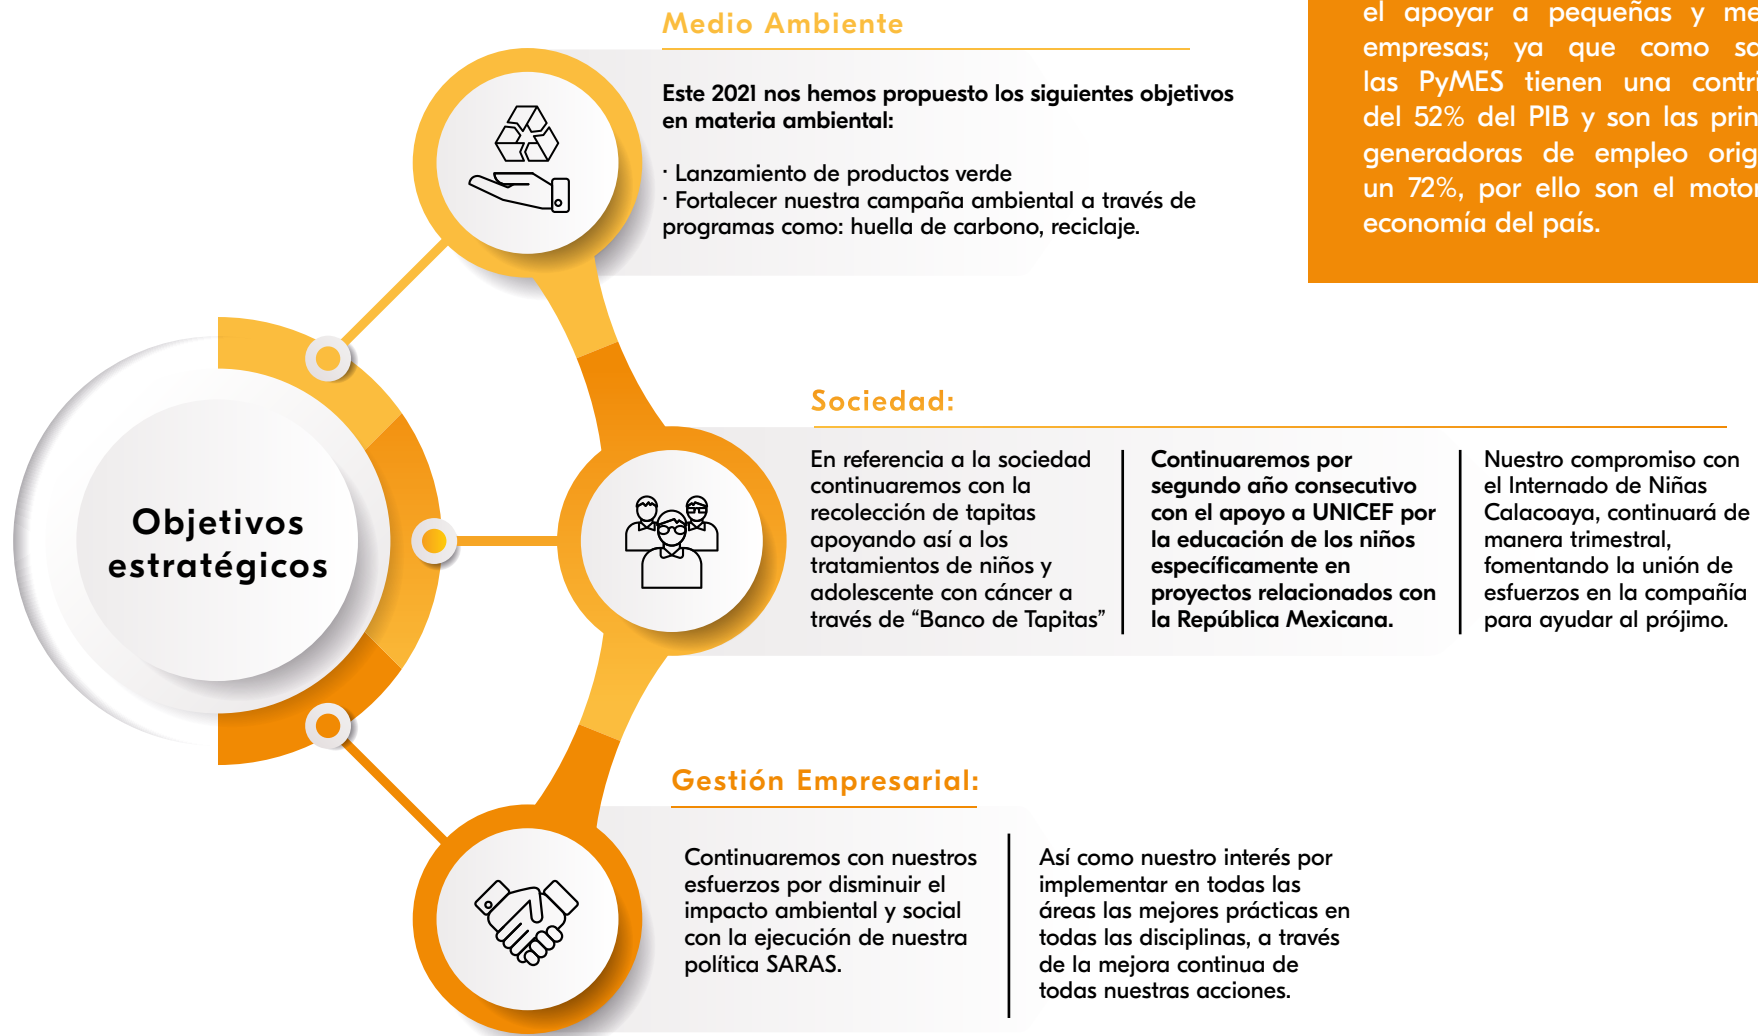 Medio Ambiente
Este 2021 nos hemos propuesto los siguientes objetivos
en materia ambiental:
· Lanzamiento de productos verde
· Fortalecer nuestra campaña ambiental a través de
programas como: huella de carbono, reciclaje.
el apoyar a pequeñas y
empresas; ya que como
las PyMES tienen una
del 52% del PIB y son las
generadoras de empleo
un 72%, por ello son el motor
economía del país.
Objetivos
estratégicos
Sociedad:
En referencia a la sociedad
continuaremos con la
recolección de tapitas
apoyando así a los
tratamientos de niños y
adolescente con cáncer a
través de “Banco de Tapitas”
Continuaremos por
segundo año consecutivo
con el apoyo a UNICEF por
la educación de los niños
específicamente en
proyectos relacionados con
la República Mexicana.
Nuestro compromiso con
el Internado de Niñas
Calacoaya, continuará de
manera trimestral,
fomentando la unión de
esfuerzos en la compañía
para ayudar al prójimo.
Gestión Empresarial:
Continuaremos con nuestros
esfuerzos por disminuir el
impacto ambiental y social
con la ejecución de nuestra
política SARAS.
Así como nuestro interés por
implementar en todas las
áreas las mejores prácticas en
todas las disciplinas, a través
de la mejora continua de
todas nuestras acciones.